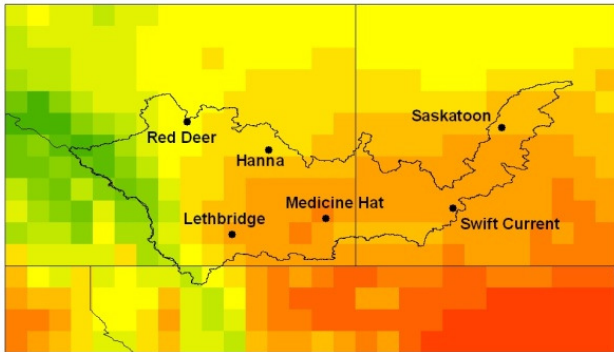 Saskatoon
Red Deer
Hanna
Medicine Hat
Lethbridge
Swift Current